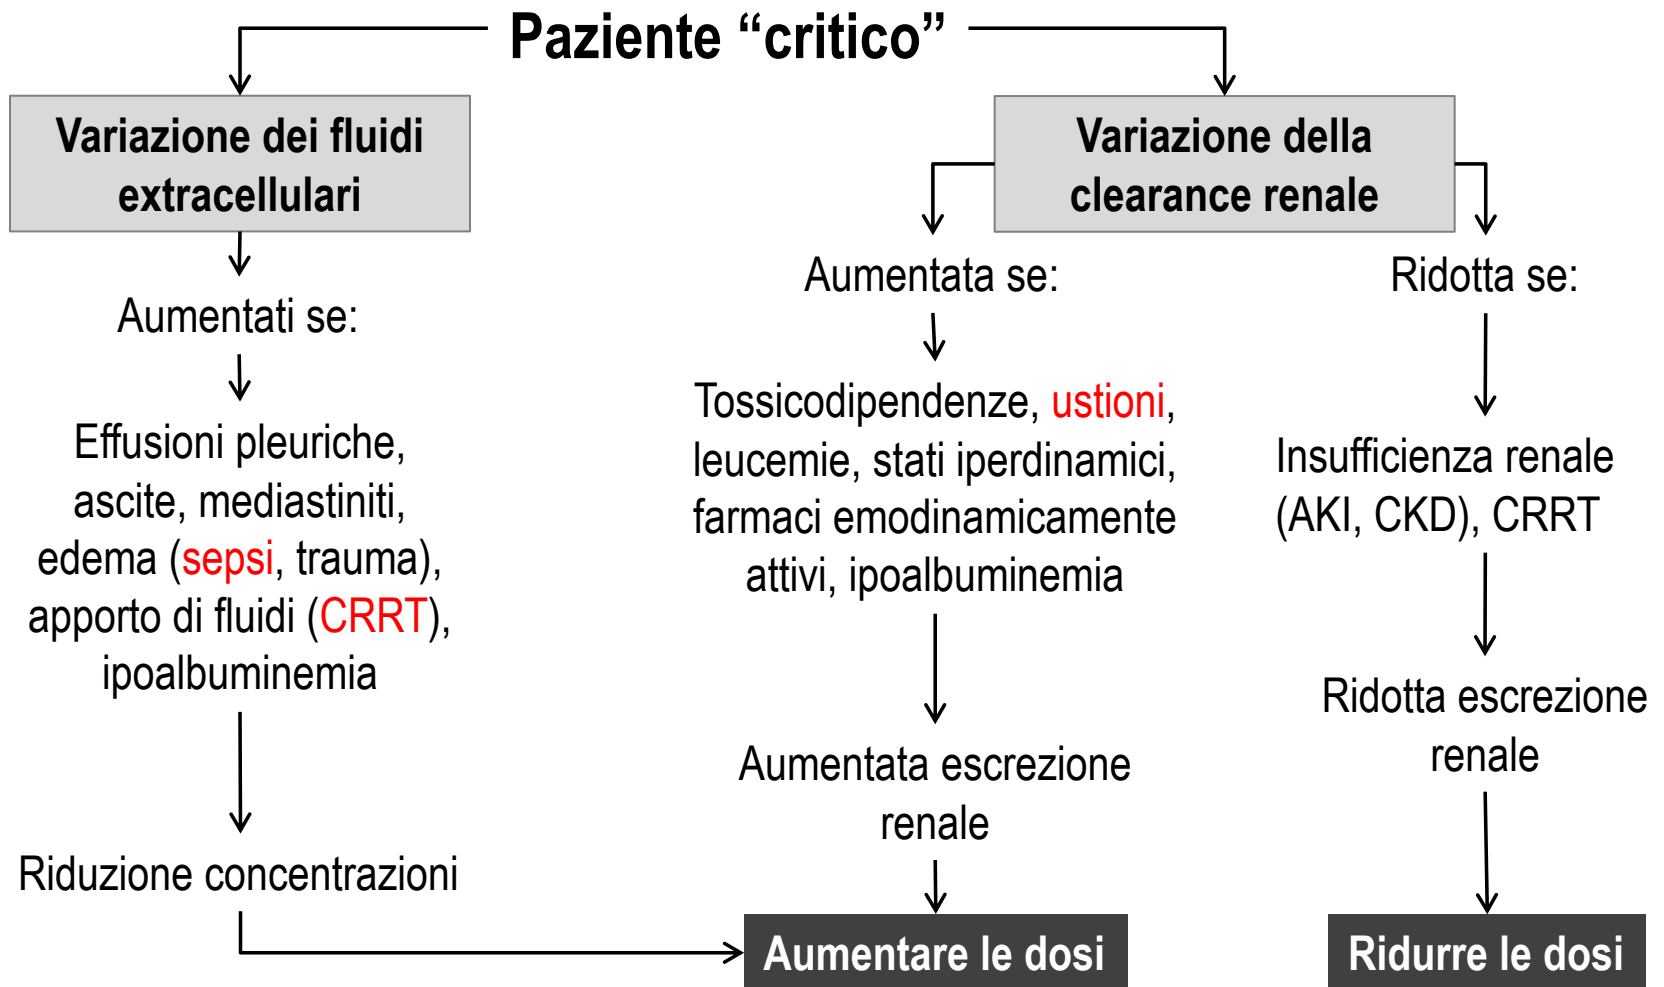 Paziente “critico”
Variazione dei fluidi
extracellulari
Aumentati se:
Effusioni pleuriche,
ascite, mediastiniti,
edema (sepsi, trauma),
apporto di fluidi (CRRT),
ipoalbuminemia
Riduzione concentrazioni
Variazione della
clearance renale
Aumentata se:
Tossicodipendenze, ustioni,
leucemie, stati iperdinamici,
farmaci emodinamicamente
attivi, ipoalbuminemia
Aumentata escrezione
renale
Aumentare le dosi
Ridotta se:
Insufficienza renale
(AKI, CKD), CRRT
Ridotta escrezione
renale
Ridurre le dosi